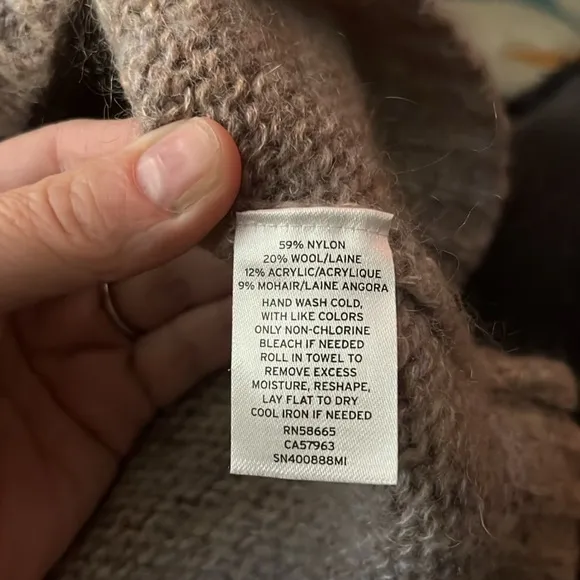 59% NYLON
20% WOOL/LAINE
12% ACRYLIC/ACRYLIQUE
9% MOHAIR/LAINE ANGORA
HAND WASH COLD,
WITH LIKE COLORS
ONLY NON-CHLORINE
BLEACH IF NEEDED
ROLL IN TOWEL TO
REMOVE EXCESS
MOISTURE, RESHAPE,
LAY FLAT TO DRY
COOL IRON IF NEEDED
RN58665
CA57963
SN400888MI